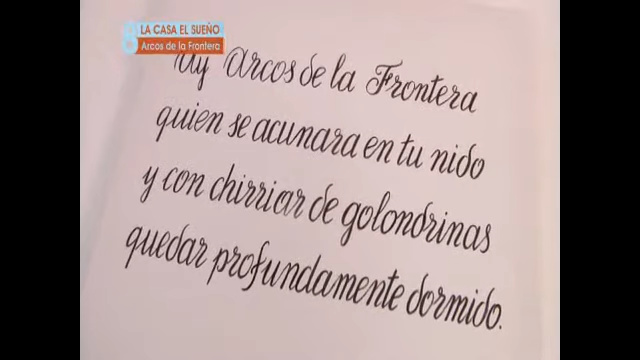 8 LA CASA EL SUEÑO
Arcos de la Frontera
Ay Arcos de la Frontera
quien se acunara en tu nido
y con chirriar de golondrinas
quedar profundamente dormido.